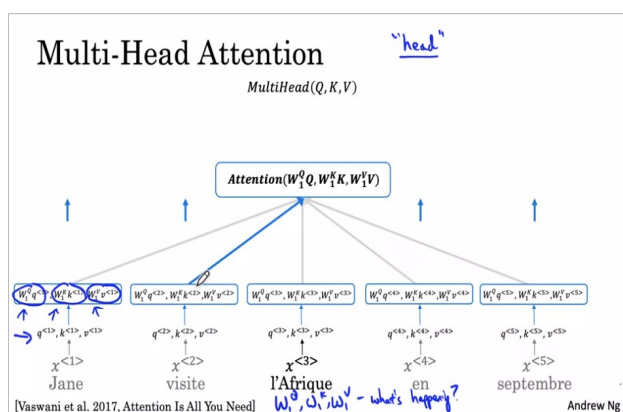 Multi-Head Attention
"head"
MultiHead(Q, K, V)
Attention(W₁^Q Q, W₁^K K, W₁^V V)
W₁^Q q^<1>, W₁^K k^<1>, W₁^V v^<1> W₁^Q q^<2>, W₁^K k^<2>, W₁^V v^<2> W₁^Q q^<3>, W₁^K k^<3>, W₁^V v^<3> W₁^Q q^<4>, W₁^K k^<4>, W₁^V v^<4> W₁^Q q^<5>, W₁^K k^<5>, W₁^V v^<5>
→ q^<1>, k^<1>, v^<1> q^<2>, k^<2>, v^<2> q^<3>, k^<3>, v^<3> q^<4>, k^<4>, v^<4> q^<5>, k^<5>, v^<5>
x^<1> x^<2> x^<3> x^<4> x^<5>
Jane visite l'Afrique en septembre
[Vaswani et al. 2017, Attention Is All You Need] W₁^Q, W₁^K, W₁^V - what's happening? Andrew Ng